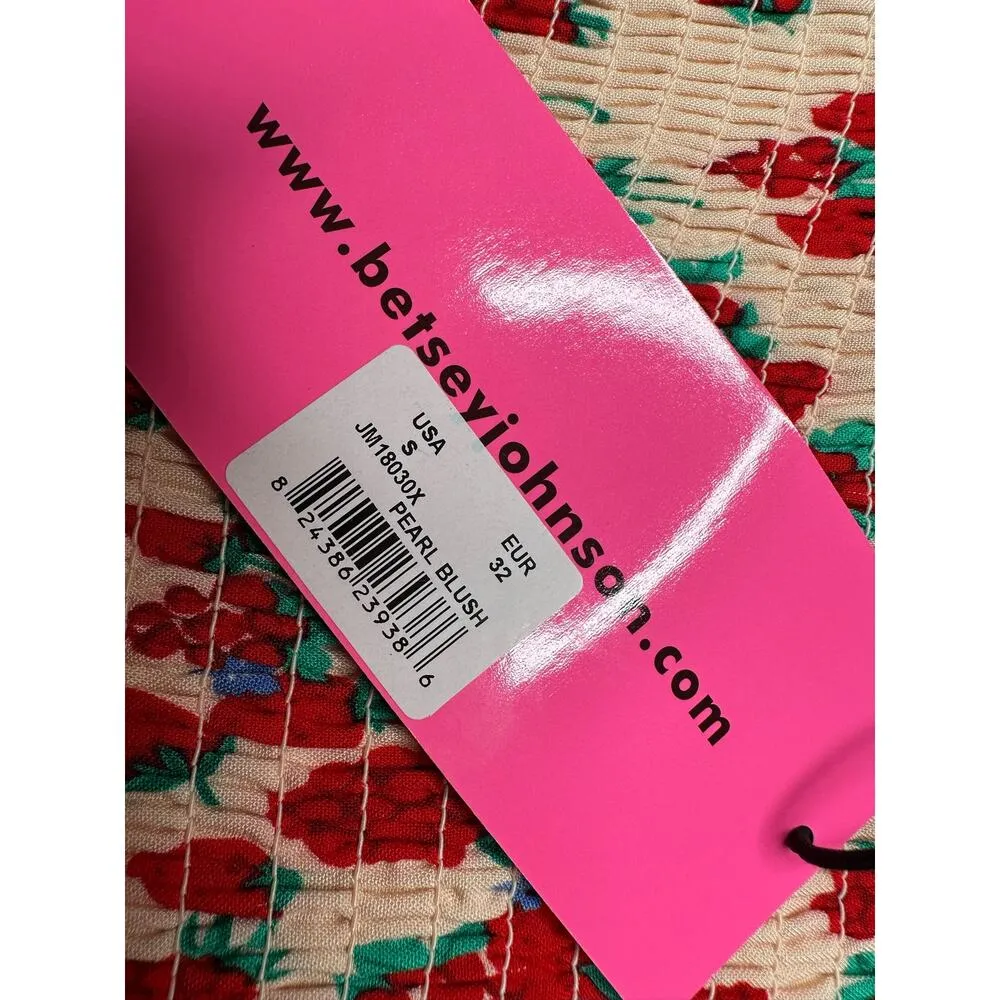 www.betseyjohnson.com
USA EUR
S 32
JM18030X PEARL BLUSH
8 24386 23938 6